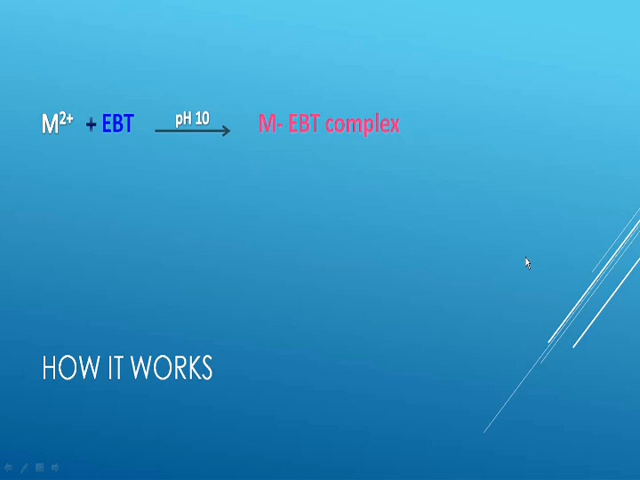 M²⁺ + EBT pH 10 M- EBT complex
HOW IT WORKS